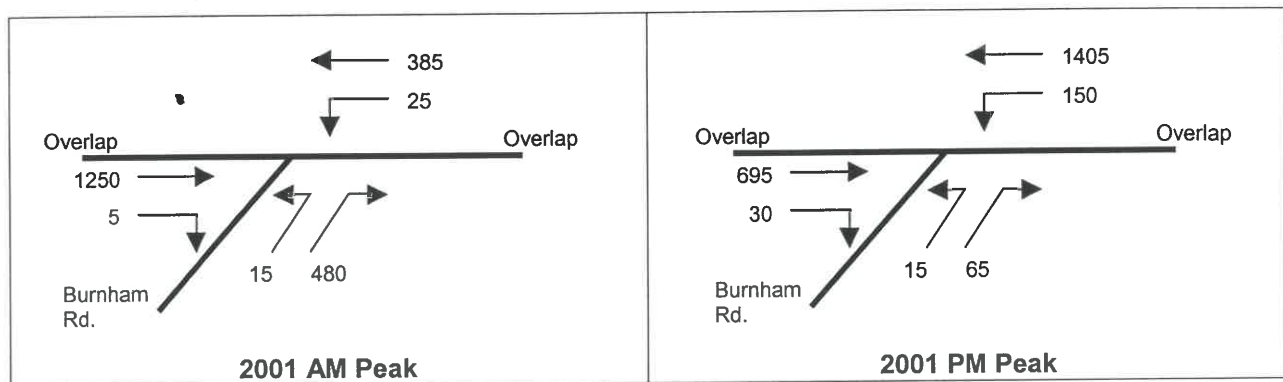 385
25
Overlap
Overlap
1250
5
15 480
Burnham
Rd.
2001 AM Peak
1405
150
Overlap
Overlap
695
30
15 65
Burnham
Rd.
2001 PM Peak